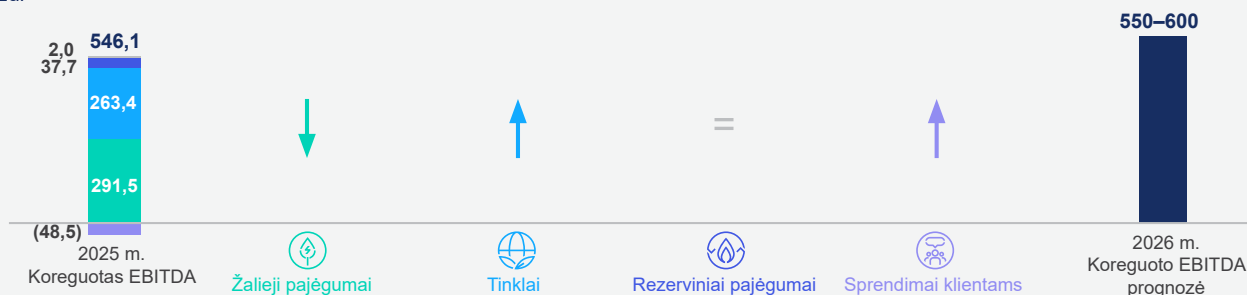 546,1
2,0
37,7
263,4
291,5
(48,5)
2025 m.
Koreguotas EBITDA
Žalieji pajėgumai
Tinklai
=
Rezerviniai pajėgumai
Sprendimai klientams
550–600
2026 m.
Koreguoto EBITDA
prognozė